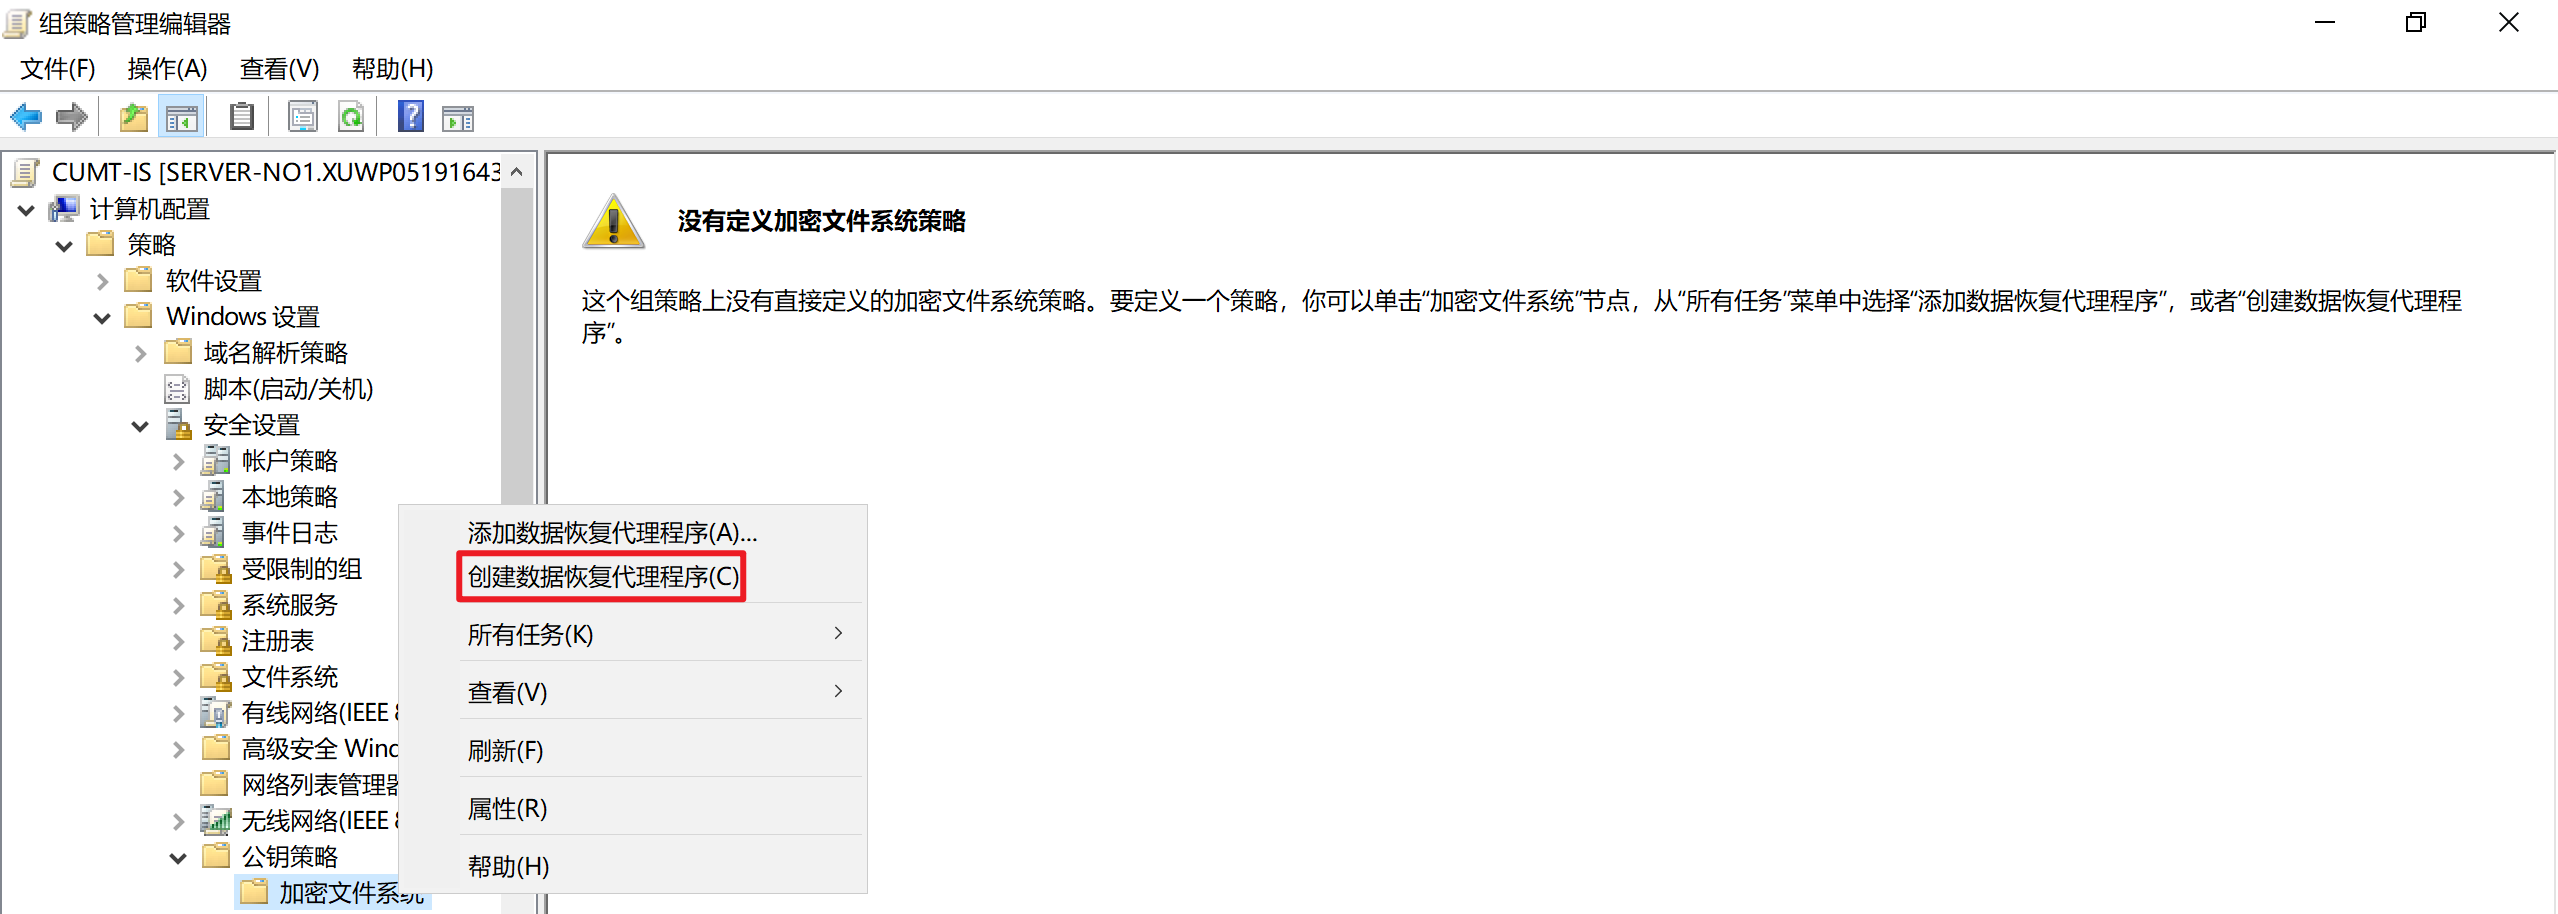 组策略管理编辑器
文件(F) 操作(A) 查看(V) 帮助(H)
CUMT-IS [SERVER-NO1.XUWP05191643
计算机配置
策略
软件设置
Windows 设置
域名解析策略
脚本(启动/关机)
安全设置
帐户策略
本地策略
事件日志
受限制的组
系统服务
注册表
文件系统
有线网络(IEEE 8
高级安全 Wind
网络列表管理器
无线网络(IEEE 8
公钥策略
加密文件系统
添加数据恢复代理程序(A)...
创建数据恢复代理程序(C)
所有任务(K)
查看(V)
刷新(F)
属性(R)
帮助(H)
没有定义加密文件系统策略
这个组策略上没有直接定义的加密文件系统策略。要定义一个策略，你可以单击“加密文件系统”节点，从“所有任务”菜单中选择“添加数据恢复代理程序”，或者“创建数据恢复代理程
序”。